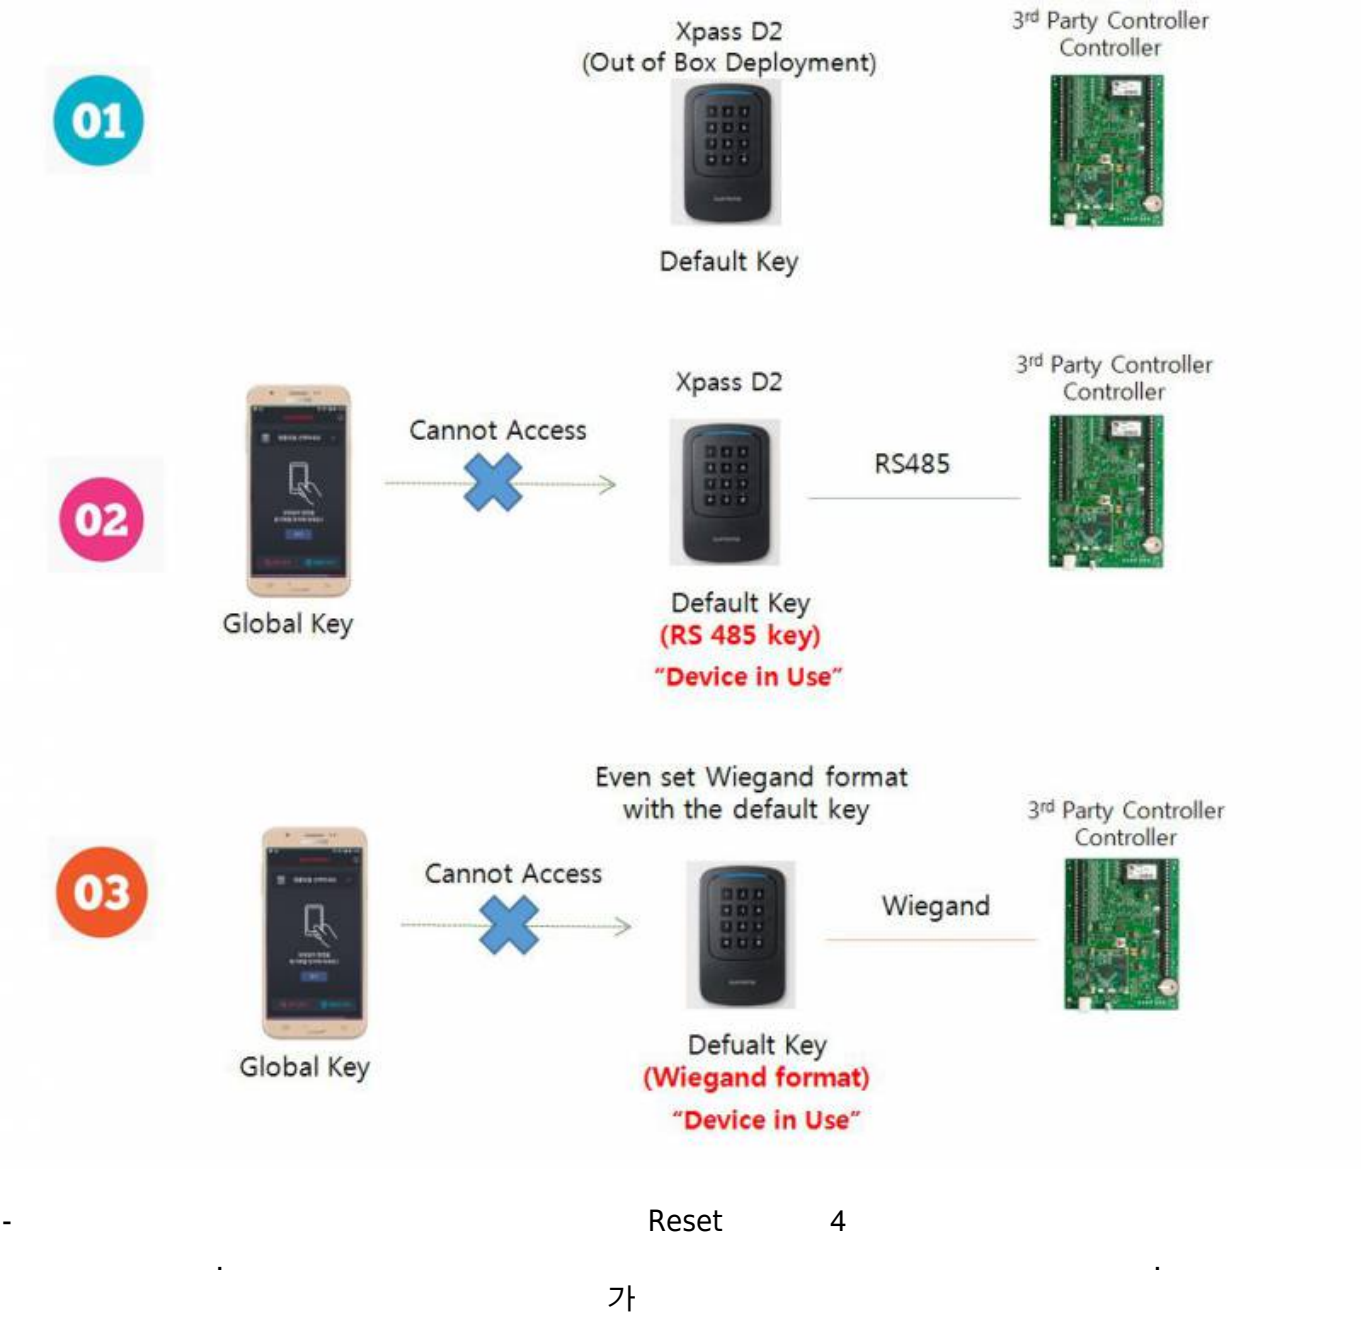 Xpass D2
(Out of Box Deployment)
3rd Party Controller
Controller
01
Default Key
Xpass D2
3rd Party Controller
Controller
Cannot Access
RS485
02
Global Key
Default Key
(RS 485 key)
"Device in Use"
Even set Wiegand format
with the default key
3rd Party Controller
Controller
03
Cannot Access
Wiegand
Global Key
Defualt Key
(Wiegand format)
"Device in Use"
- Reset 4
. .
가